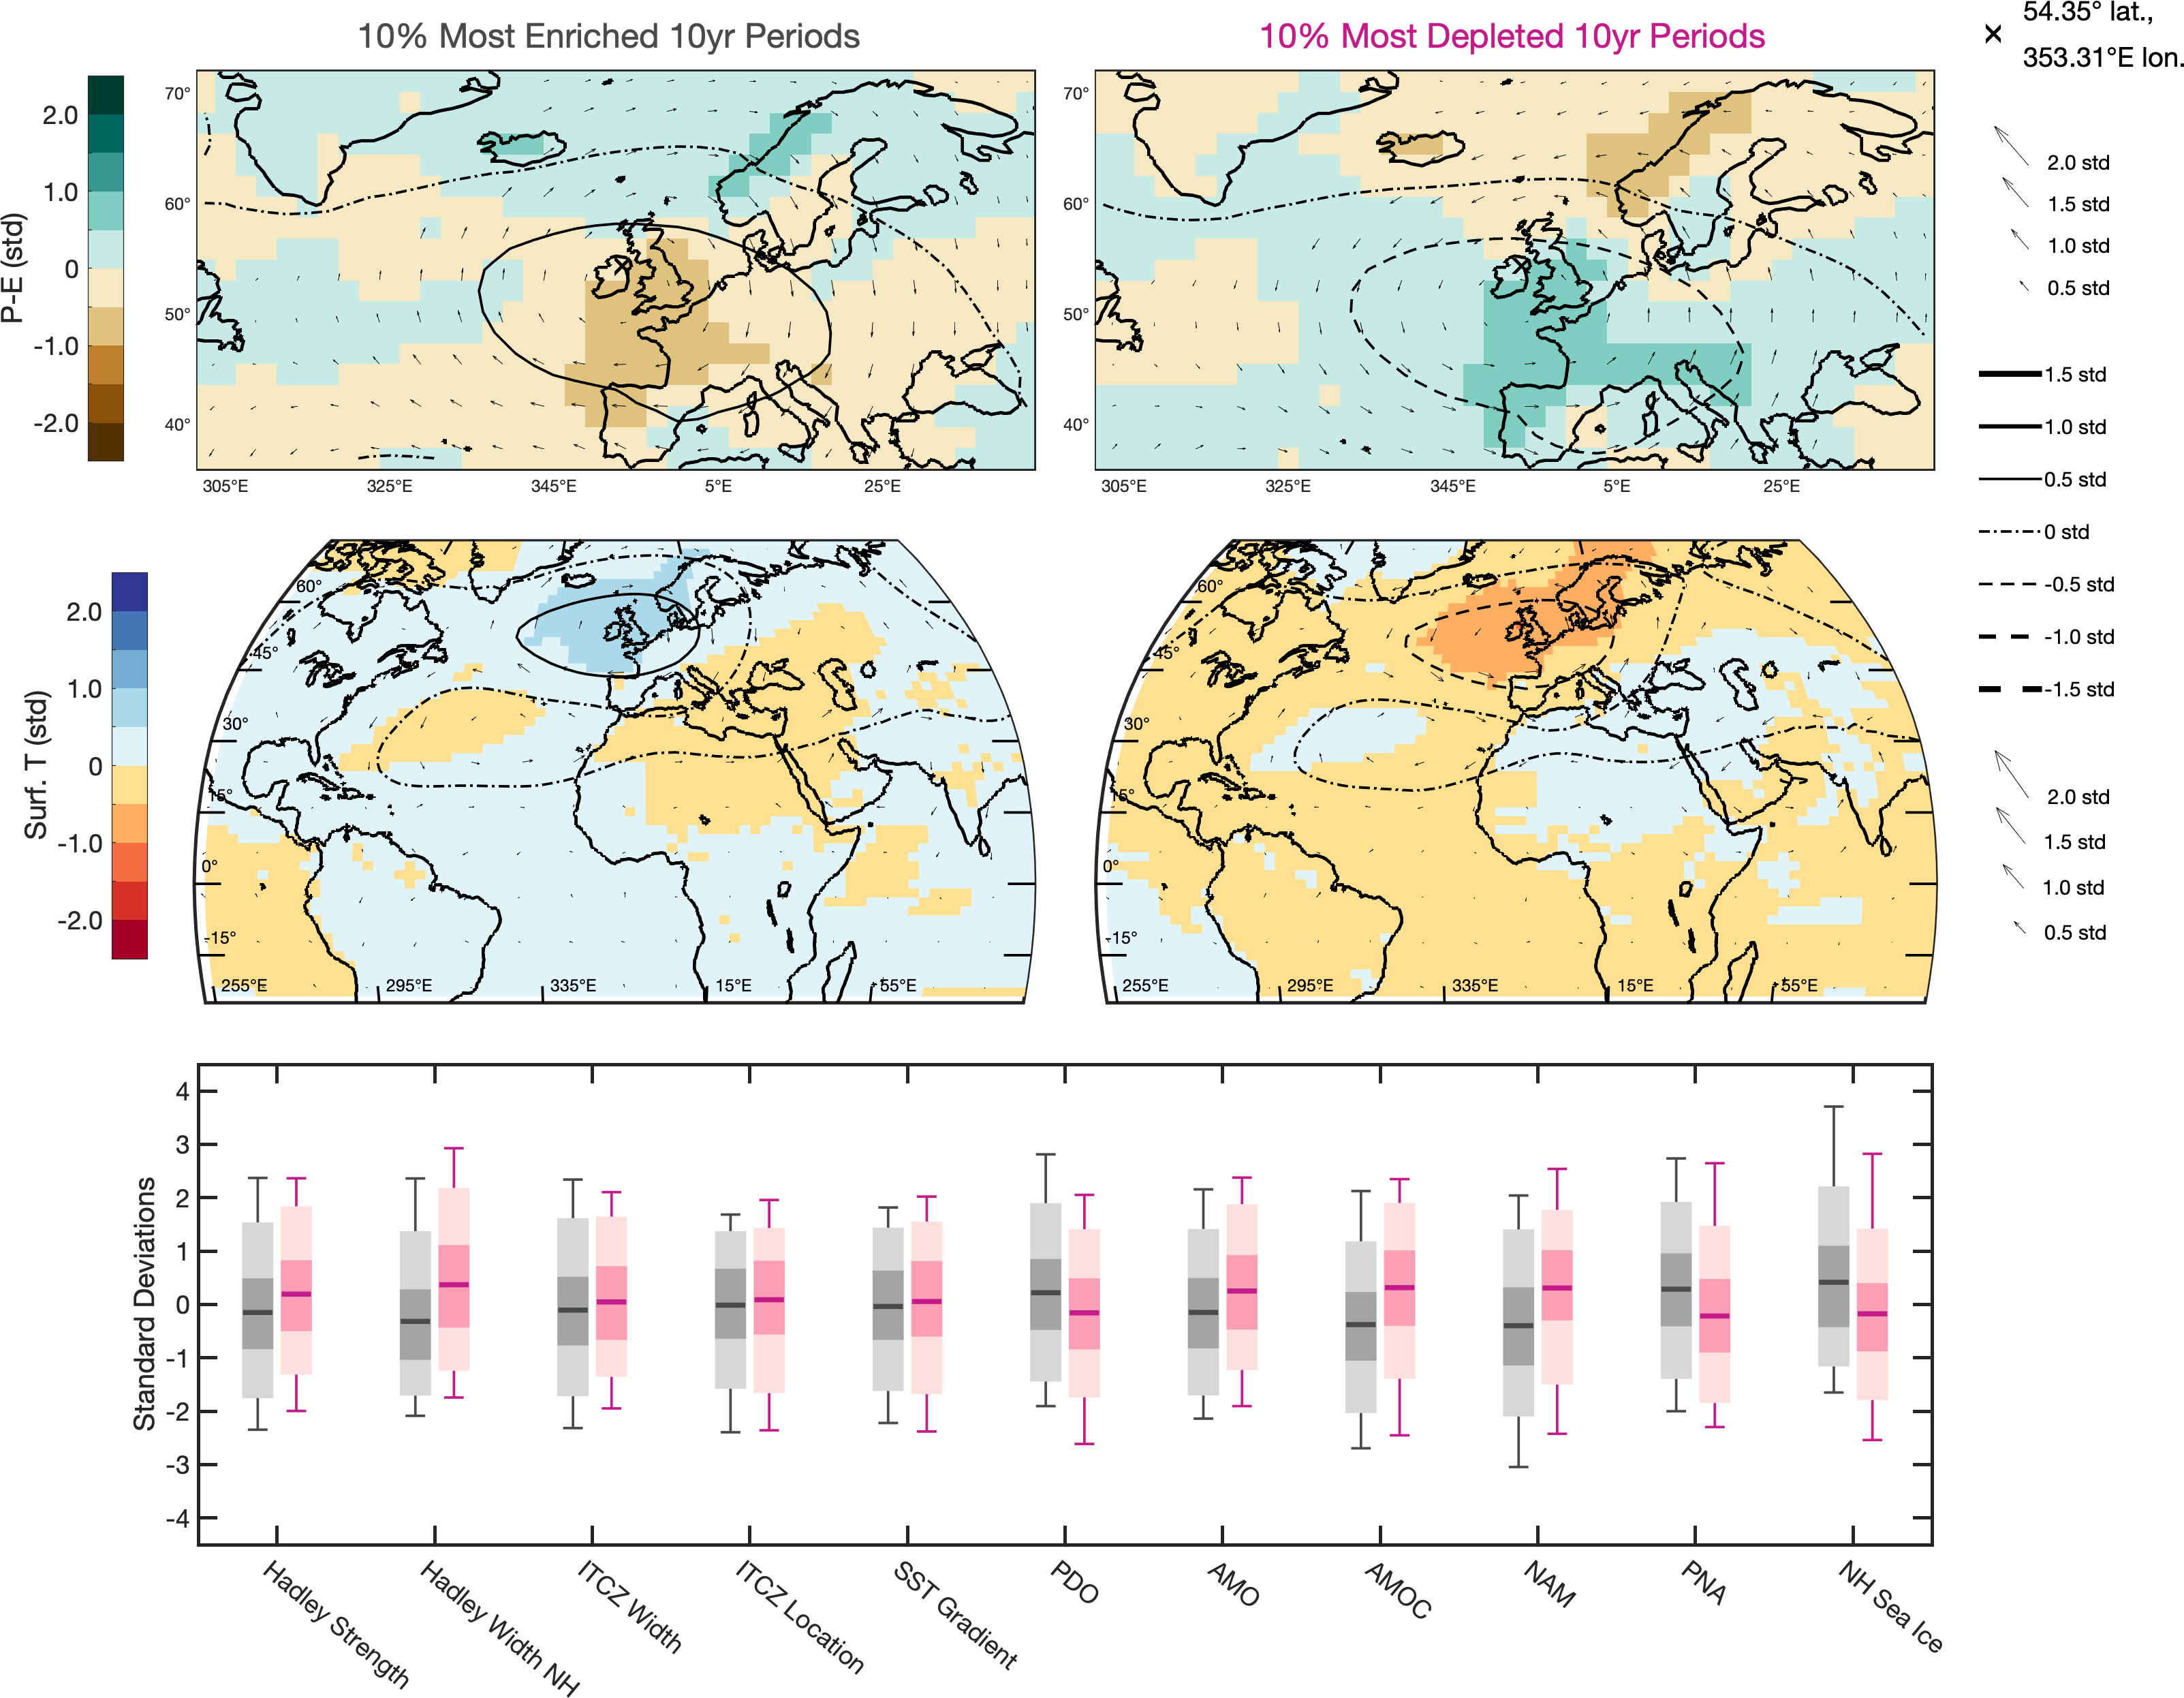 10% Most Enriched 10yr Periods
10% Most Depleted 10yr Periods
× 54.35° lat.,
353.31°E lon.
P-E (std)
2.0
1.0
0
-1.0
-2.0
70°
60°
50°
40°
305°E 325°E 345°E 5°E 25°E
70°
60°
50°
40°
305°E 325°E 345°E 5°E 25°E
2.0 std
1.5 std
1.0 std
0.5 std
1.5 std
1.0 std
0.5 std
0 std
-0.5 std
-1.0 std
-1.5 std
Surf. T (std)
2.0
1.0
0
-1.0
-2.0
60°
45°
30°
15°
0°
-15°
255°E 295°E 335°E 15°E 55°E
60°
45°
30°
15°
0°
-15°
255°E 295°E 335°E 15°E 55°E
2.0 std
1.5 std
1.0 std
0.5 std
Standard Deviations
4
3
2
1
0
-1
-2
-3
-4
Hadley Strength
Hadley Width NH
ITCZ Width
ITCZ Location
SST Gradient
PDO
AMO
AMOC
NAM
PNA
NH Sea Ice